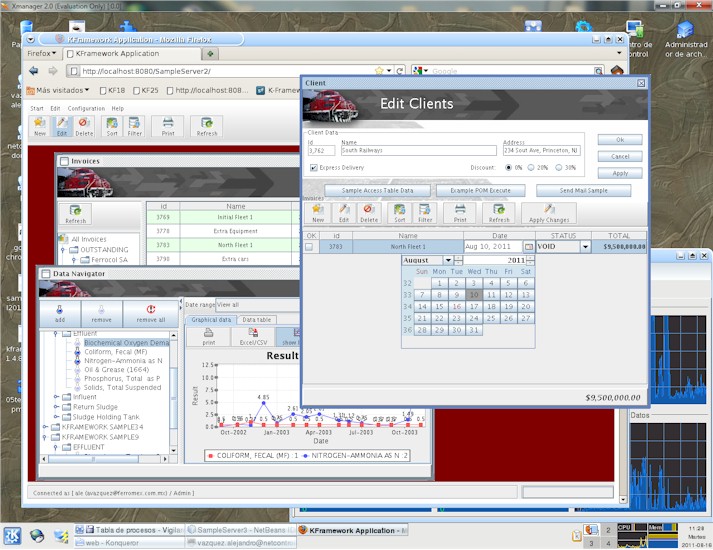 Xmanager 2.0 (Evaluation Only) [:0.0]
KFramework Application - Mozilla Firefox
Firefox
KFramework Application
http://localhost:8080/SampleServer2/
Google
Más visitados
KF18
KF25
http://localhost:808...
K-Framew
Administrad
or de arch...
Start Edit Configuration Help
New Edit Delete Sort Filter Print Refresh
Invoices
Refresh
All Invoices
OUTSTANDING
Ferrocol SA
id Name
3769 Initial Fleet 1
3778 Extra Equipment
3783 North Fleet 1
3790 Extra cars
Client
Edit Clients
Client Data
Id Name Address:
3,762 South Railways 234 Sout Ave, Princeton, NJ
Express Delivery Discount: 0% 20% 30%
Ok
Cancel
Apply
Sample Access Table Data Example POM Execute Send Mail Sample
Invoices
New Edit Delete Sort Filter Print Refresh Apply Changes
OK id Name Date STATUS TOTAL
3783 North Fleet 1 Aug 10, 2011 VOID $9,500,000.00
August 2011
Sun Mon Tue Wed Thu Fri Sat
32 1 2 3 4 5 6
33 7 8 9 10 11 12 13
34 14 15 16 17 18 19 20
35 21 22 23 24 25 26 27
36 28 29 30 31
$9,500,000.00
Data Navigator
add remove remove all
Effluent
Biochemical Oxygen Dema
Coliform, Fecal (MF)
Nitrogen-Ammonia as N
Oil & Grease (1664)
Phosphorus, Total as P
Solids, Total Suspended
Influent
Return Sludge
Sludge Holding Tank
KFRAMEWORK SAMPLE34
KFRAMEWORK SAMPLE9
EFFLUENT
Date range View all
Graphical data Data table
print Excel/CSV
Result
12.5
10.0
7.5
5.0
2.5
0.0
Result
4.85
Oct-2002 Jan-2003 Apr-2003 Jul-2003 Oct-2003
Date
COLIFORM, FECAL (MF) :1 NITROGEN-AMMONIA AS N :2
Connected as: [ ale (avazquez@ferromex.com.mx) / Admin ]
Datos
Tabla de procesos - Vigilan
SampleServer3 - NetBeans I
KFramework Application - M
web - Konqueror
vazquez.alejandro@netcontr
2
3 4
CPU Mem
11:28
Martes
2011-08-16